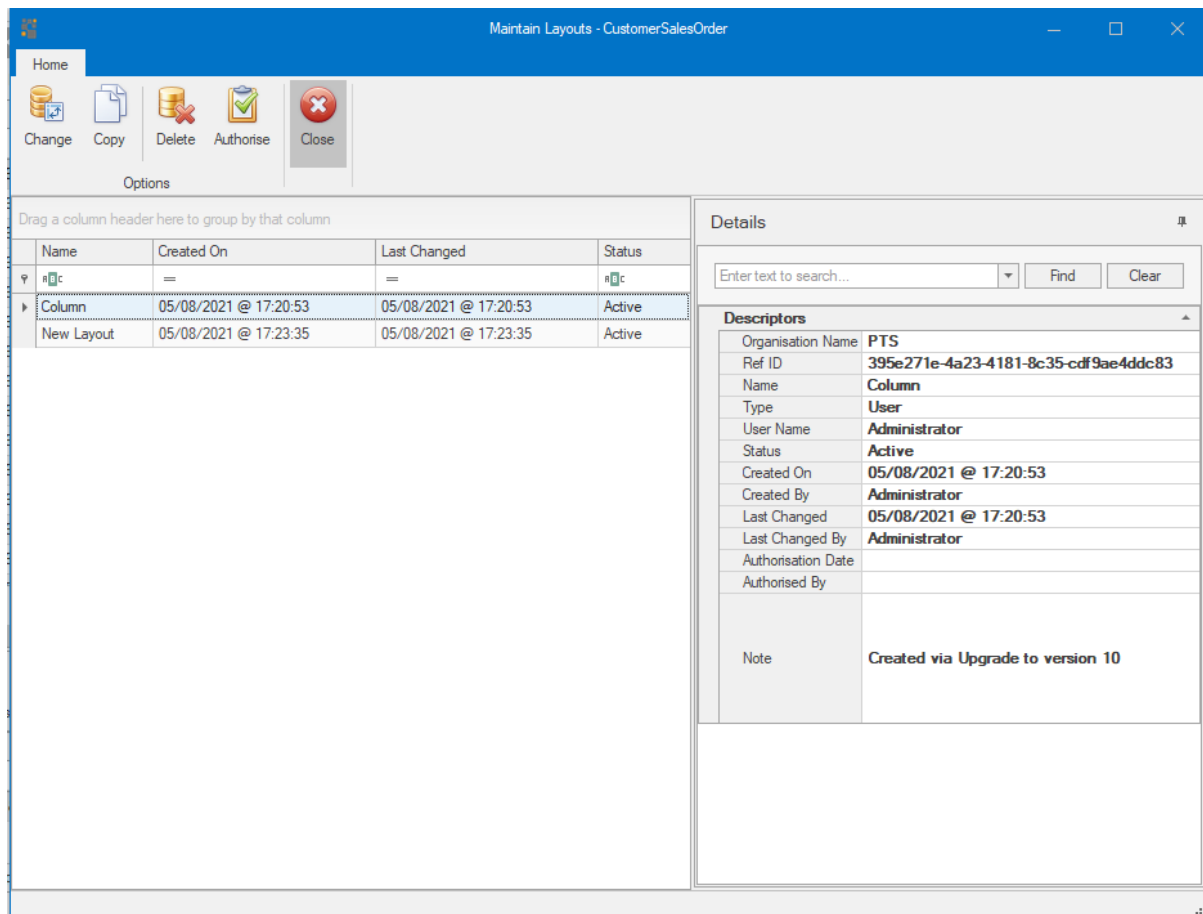 Maintain Layouts - CustomerSalesOrder
Home
Change Copy Delete Authorise Close
Options
Drag a column header here to group by that column
Name Created On Last Changed Status
= =
Column 05/08/2021 @ 17:20:53 05/08/2021 @ 17:20:53 Active
New Layout 05/08/2021 @ 17:23:35 05/08/2021 @ 17:23:35 Active
Details
Enter text to search... Find Clear
Descriptors
Organisation Name PTS
Ref ID 395e271e-4a23-4181-8c35-cdf9ae4ddc83
Name Column
Type User
User Name Administrator
Status Active
Created On 05/08/2021 @ 17:20:53
Created By Administrator
Last Changed 05/08/2021 @ 17:20:53
Last Changed By Administrator
Authorisation Date
Authorised By
Note Created via Upgrade to version 10